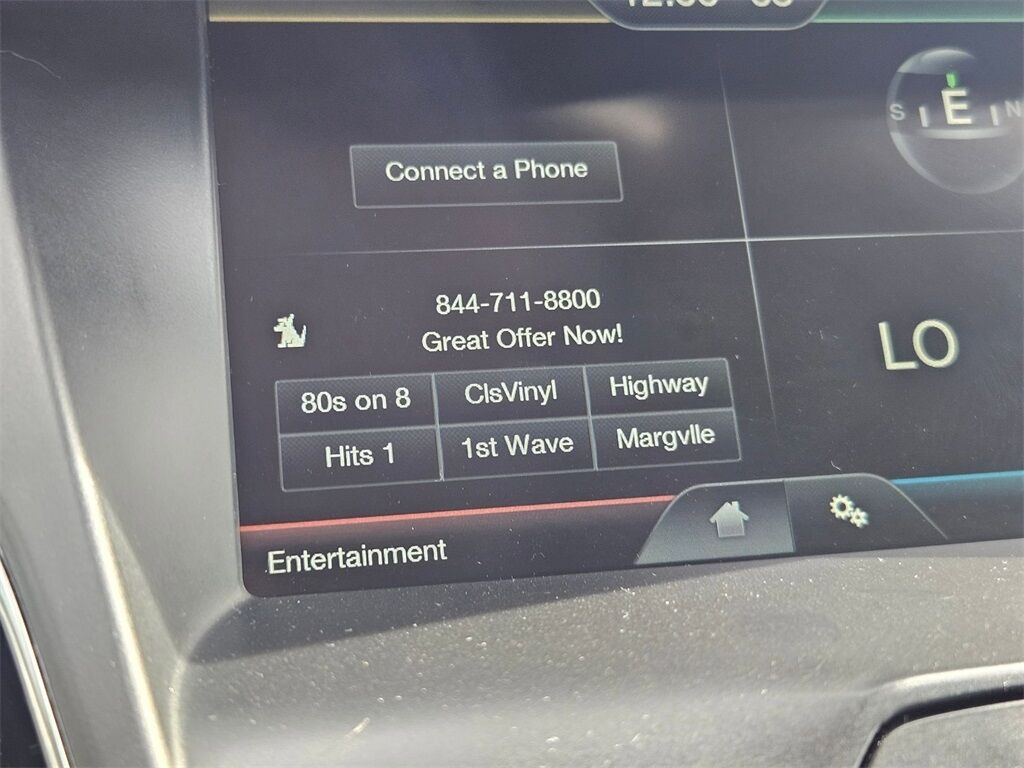 S E N
Connect a Phone
844-711-8800
Great Offer Now!
LO
80s on 8 ClsVinyl Highway
Hits 1 1st Wave Margvlle
Entertainment